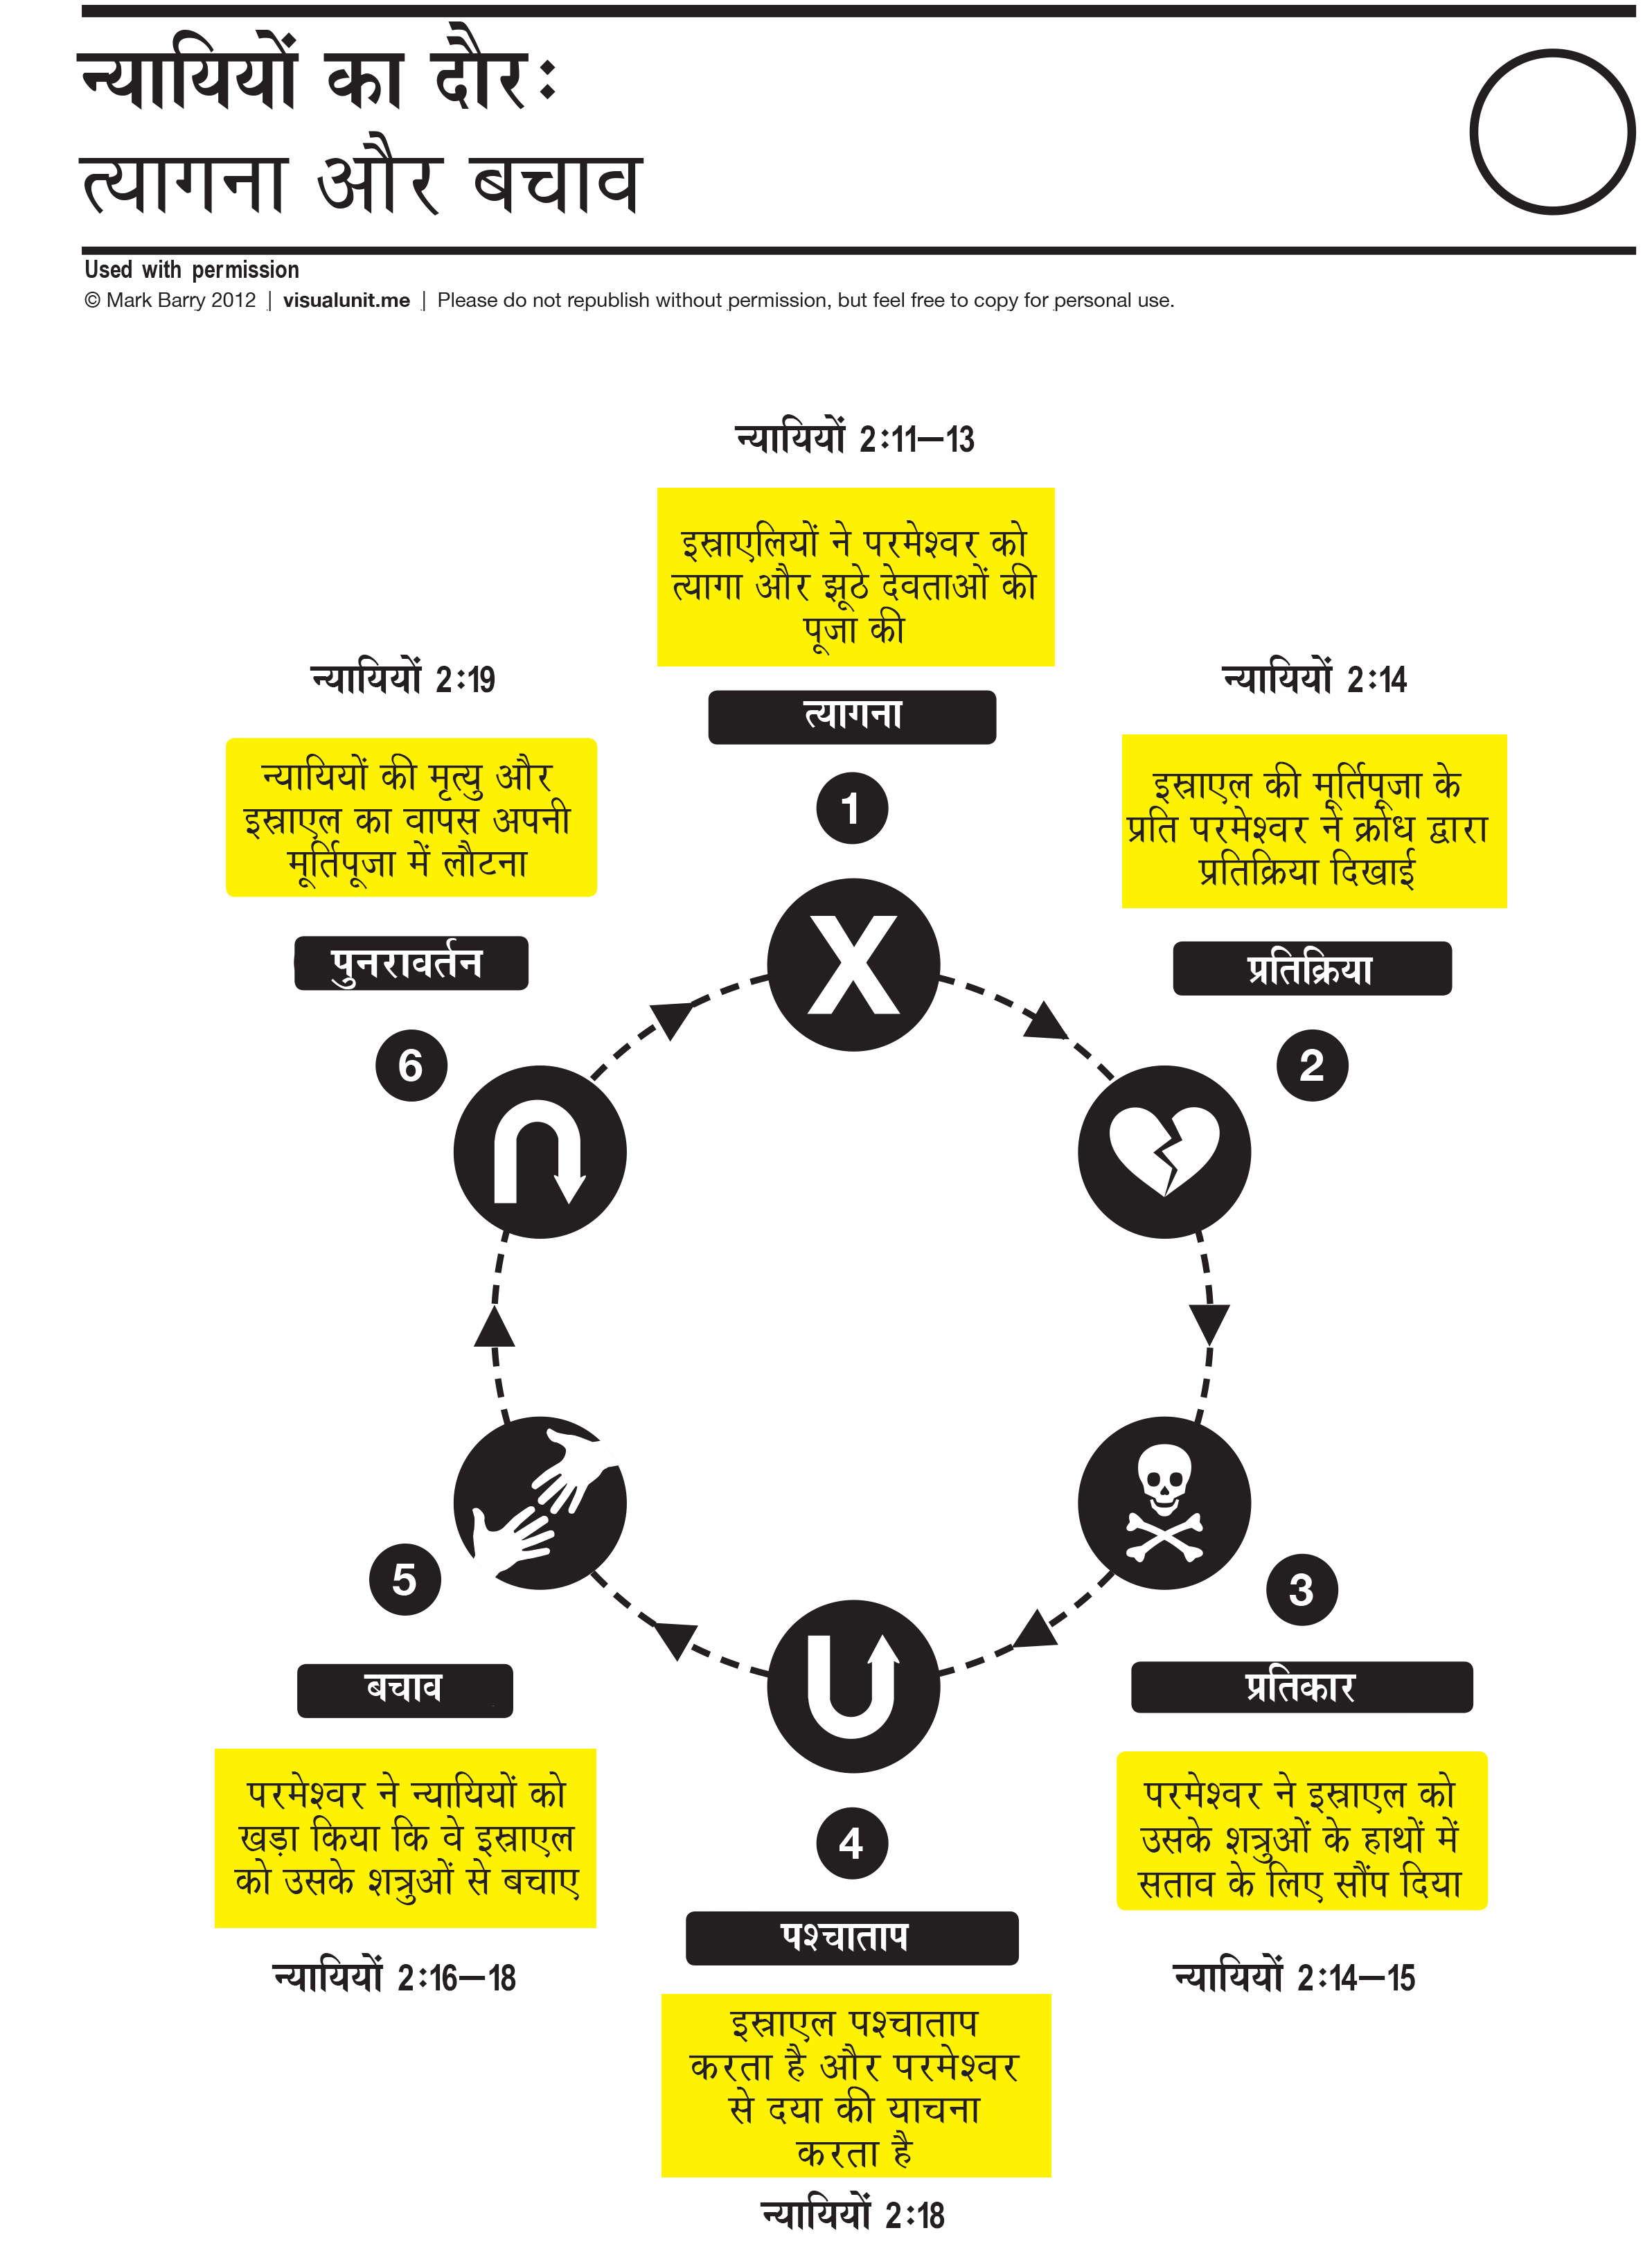 न्यायियों का दौरः
त्यागना और बचाव
Used with permission
© Mark Barry 2012 | visualunit.me | Please do not republish without permission, but feel free to copy for personal use.
न्यायियों 2:11–13
इस्राएलियों ने परमेश्वर को
त्यागा और झूठे देवताओं की
पूजा की
त्यागना
1
X
न्यायियों 2:14
इस्राएल की मूर्तिपूजा के
प्रति परमेश्वर ने क्रोध द्वारा
प्रतिक्रिया दिखाई
प्रतिक्रिया
2
3
प्रतिकार
परमेश्वर ने इस्राएल को
उसके शत्रुओं के हाथों में
सताव के लिए सौंप दिया
न्यायियों 2:14–15
4
पश्चाताप
इस्राएल पश्चाताप
करता है और परमेश्वर
से दया की याचना
करता है
न्यायियों 2:18
5
बचाव
परमेश्वर ने न्यायियों को
खड़ा किया कि वे इस्राएल
को उसके शत्रुओं से बचाए
न्यायियों 2:16–18
न्यायियों 2:19
न्यायियों की मृत्यु और
इस्राएल का वापस अपनी
मूर्तिपूजा में लौटना
पुनरावर्तन
6